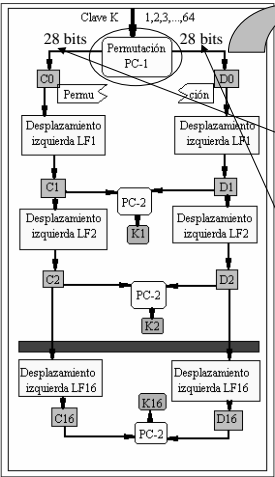 Clave K 1,2,3,...,64
28 bits
Permutación
PC-1
28 bits
C0
D0
Permu
ción
Desplazamiento
izquierda LF1
Desplazamiento
izquierda LF1
C1
D1
PC-2
K1
Desplazamiento
izquierda LF2
Desplazamiento
izquierda LF2
C2
D2
PC-2
K2
Desplazamiento
izquierda LF16
Desplazamiento
izquierda LF16
C16
K16
D16
PC-2